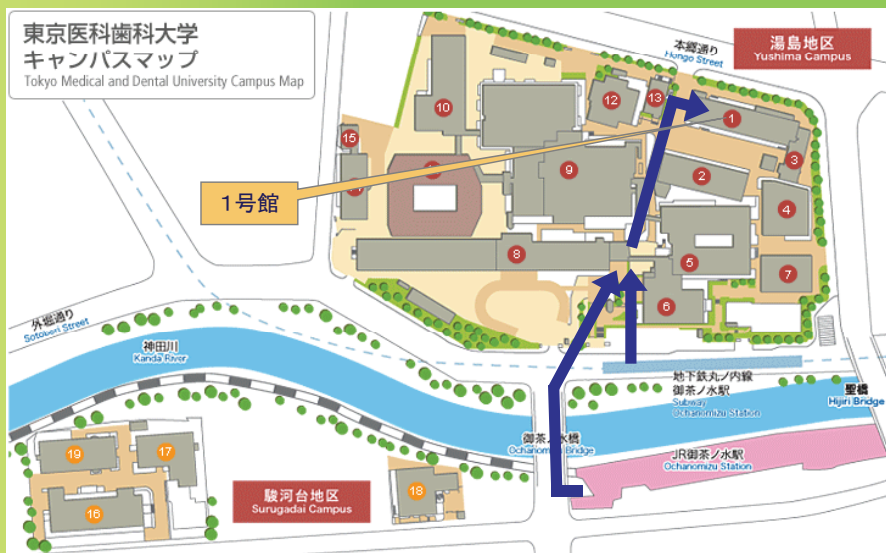 東京医科歯科大学
キャンパスマップ
Tokyo Medical and Dental University Campus Map
本郷通り
Hongo Street
湯島地区
Yushima Campus
13
12
10
1
15
3
9
2
1号館
4
8
5
7
6
外堀通り
Sotobori Street
神田川
Kanda River
地下鉄丸ノ内線
御茶ノ水駅
Subway
Ochanomizu Station
聖橋
Hijiri Bridge
御茶ノ水橋
Ochanomizu Bridge
JR御茶ノ水駅
Ochanomizu Station
19
17
18
16
駿河台地区
Surugadai Campus